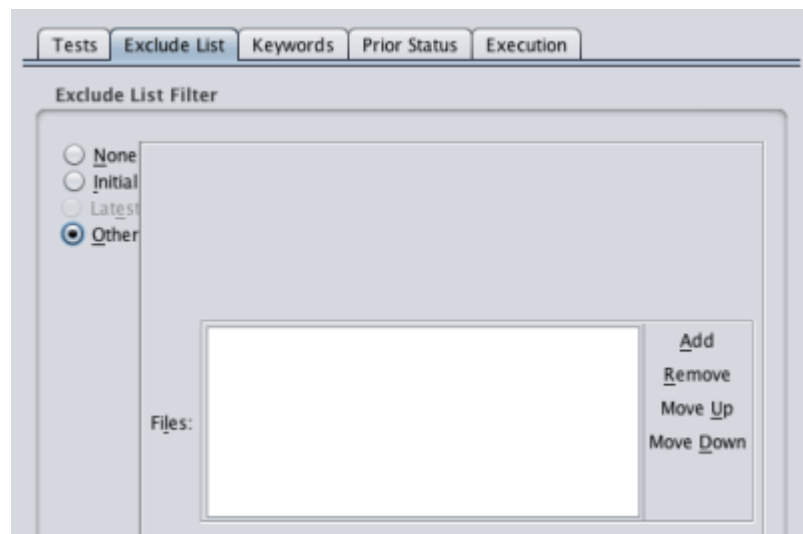 Tests Exclude List Keywords Prior Status Execution
Exclude List Filter
None
Initial
Latest
Other
Add
Remove
Move Up
Files:
Move Down